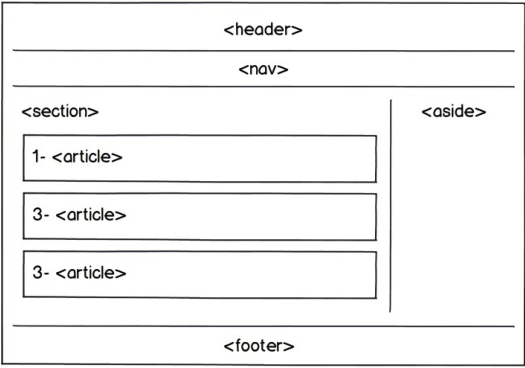 <header>
<nav>
<section>
<aside>
1- <article>
3- <article>
3- <article>
<footer>